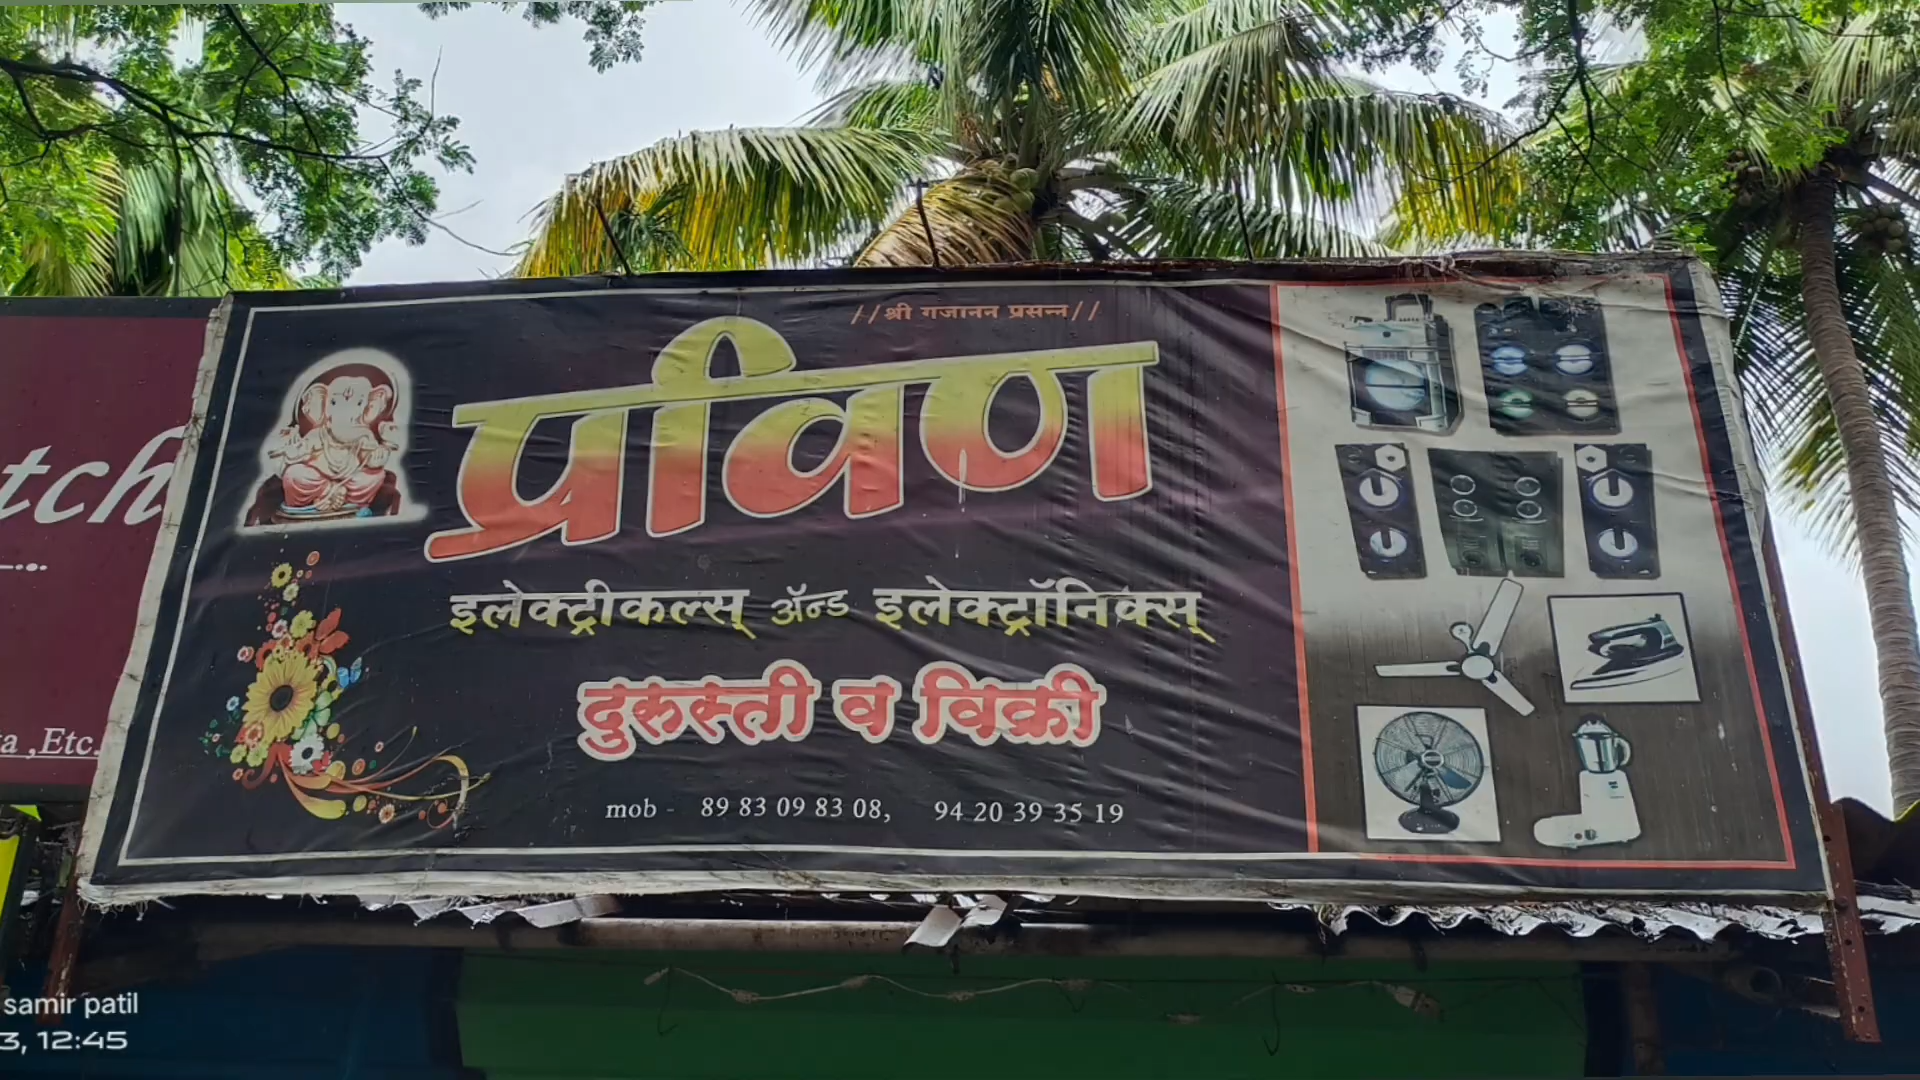 //श्री गजानन प्रसन्न//
प्रविण
इलेक्ट्रीकल्स् ॲन्ड इलेक्ट्रॉनिक्स्
दुरुस्ती व विक्री
mob - 89 83 09 83 08, 94 20 39 35 19
tch
a ,Etc.
samir patil
3, 12:45